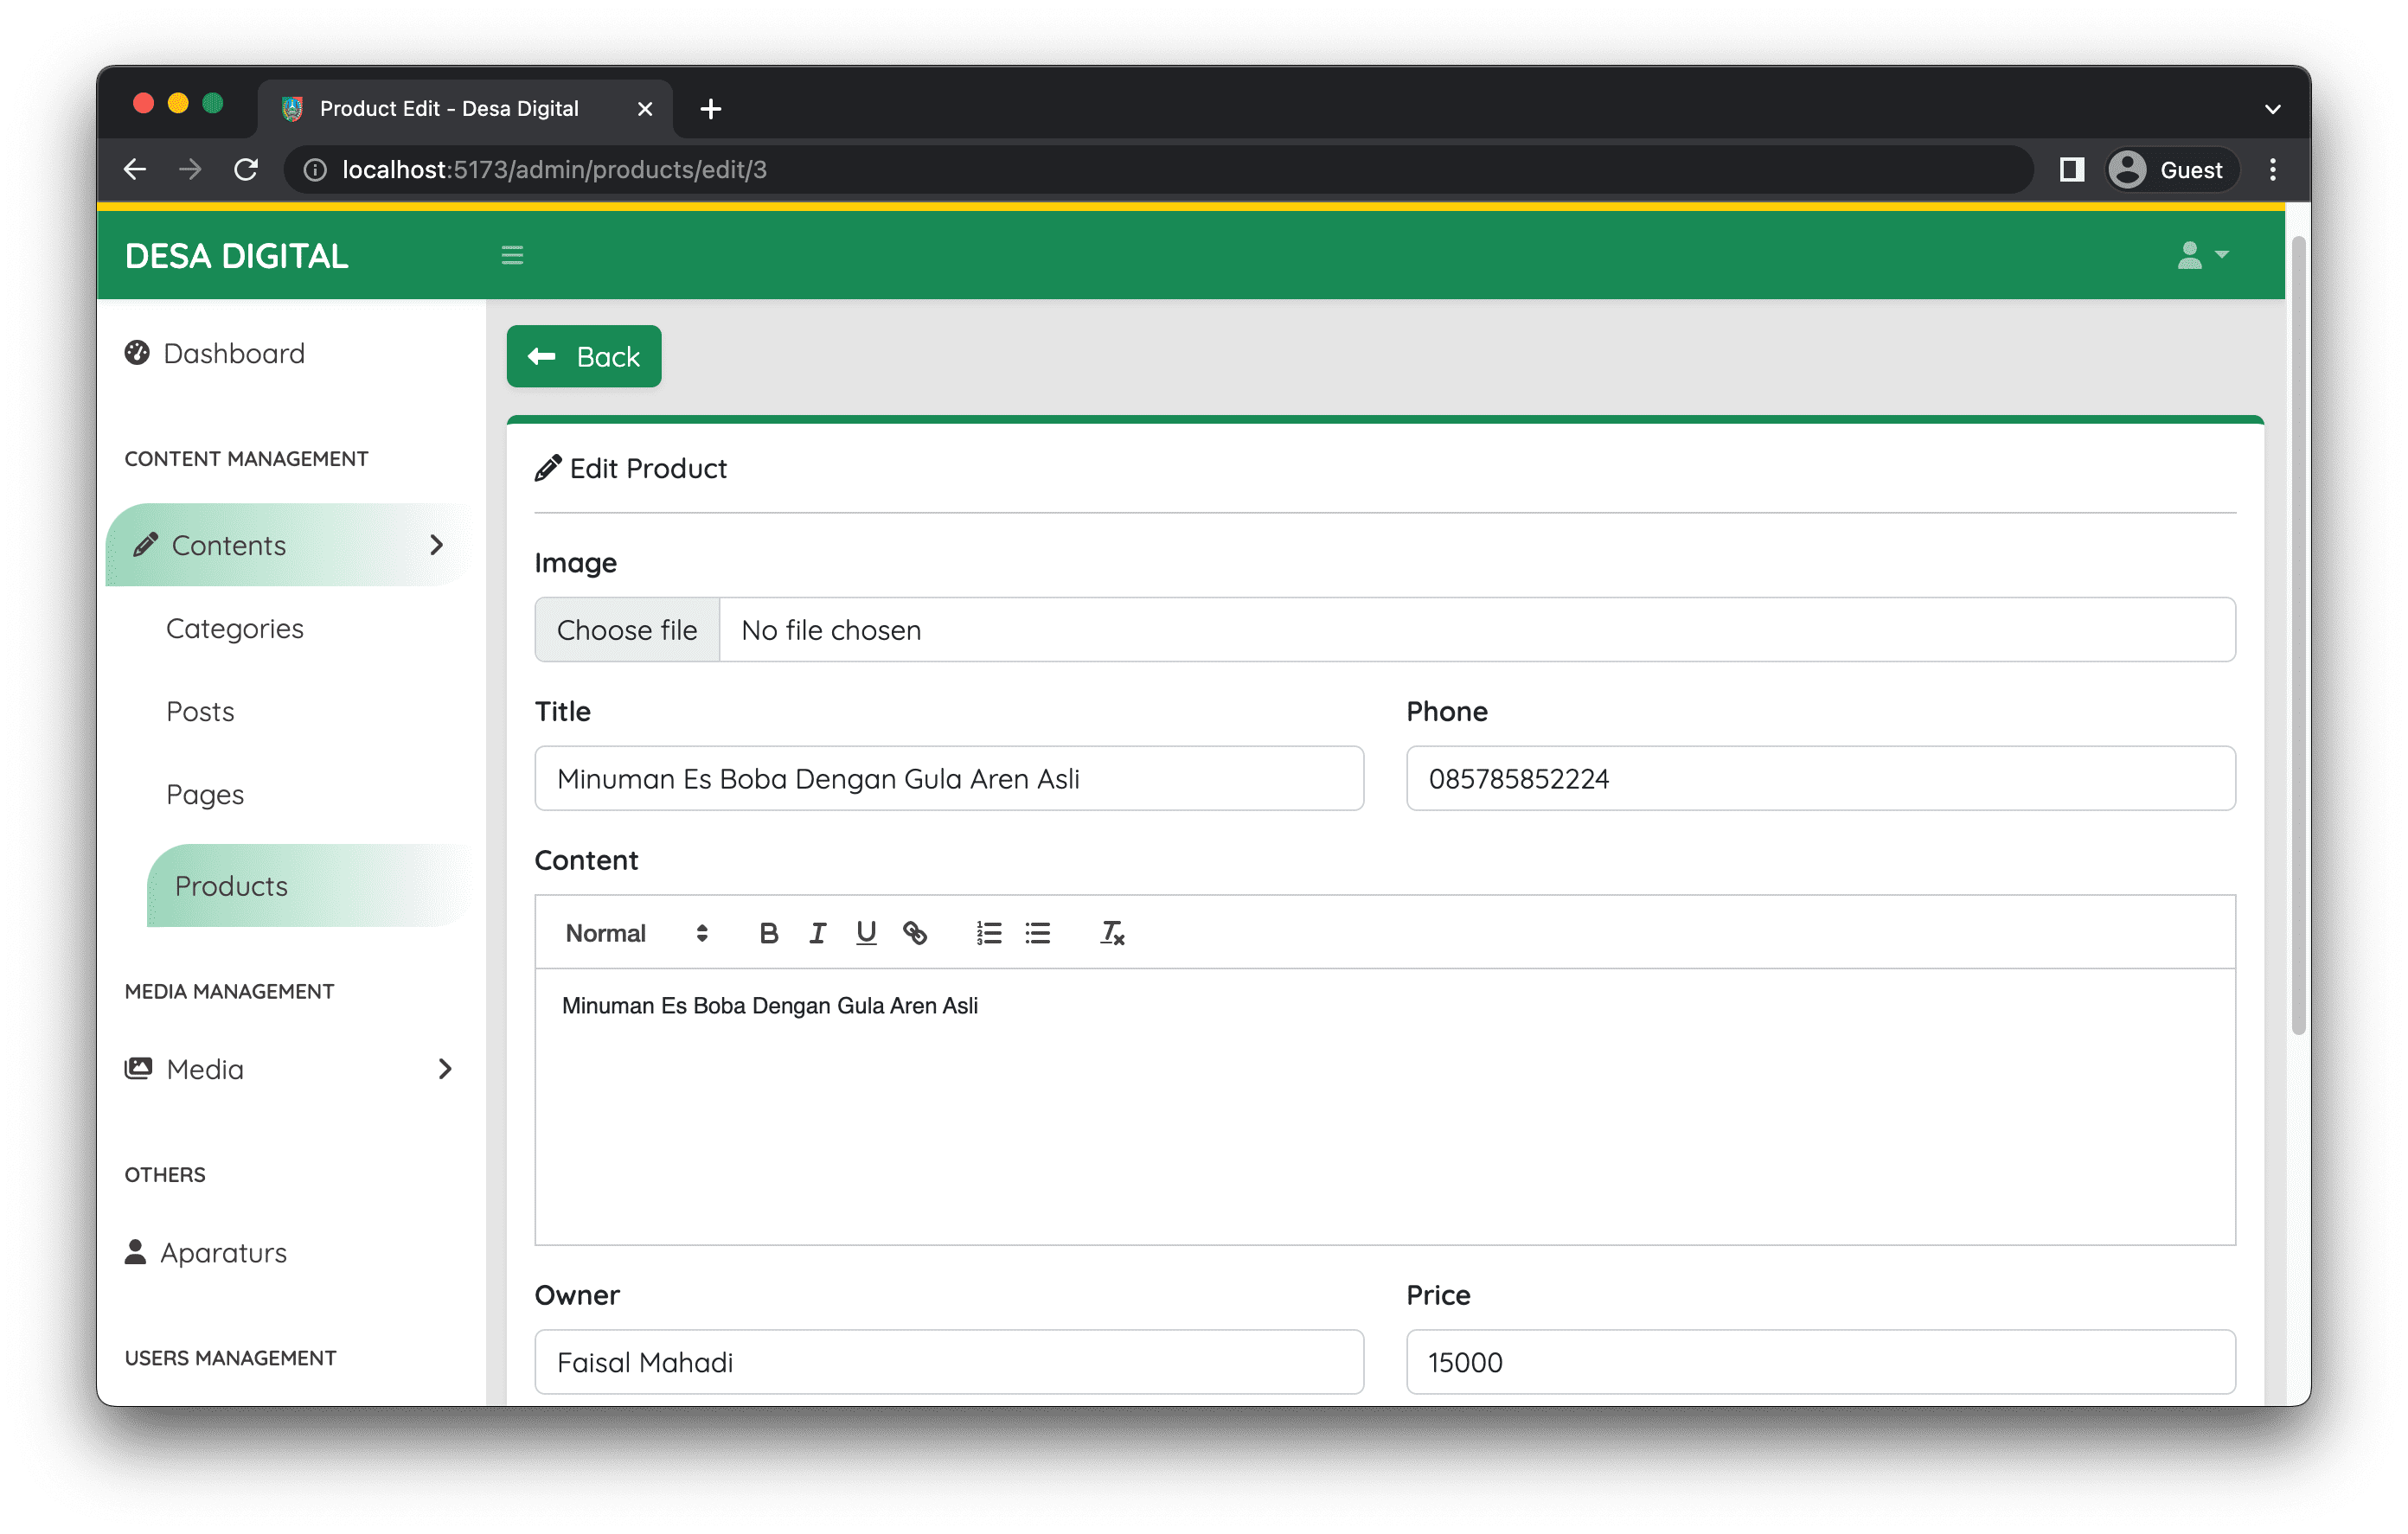 Product Edit - Desa Digital
localhost:5173/admin/products/edit/3
Guest
DESA DIGITAL
Dashboard
CONTENT MANAGEMENT
Contents
Categories
Posts
Pages
Products
MEDIA MANAGEMENT
Media
OTHERS
Aparaturs
USERS MANAGEMENT
Back
Edit Product
Image
Choose file No file chosen
Title Phone
Minuman Es Boba Dengan Gula Aren Asli 085785852224
Content
Normal B I U
Minuman Es Boba Dengan Gula Aren Asli
Owner Price
Faisal Mahadi 15000